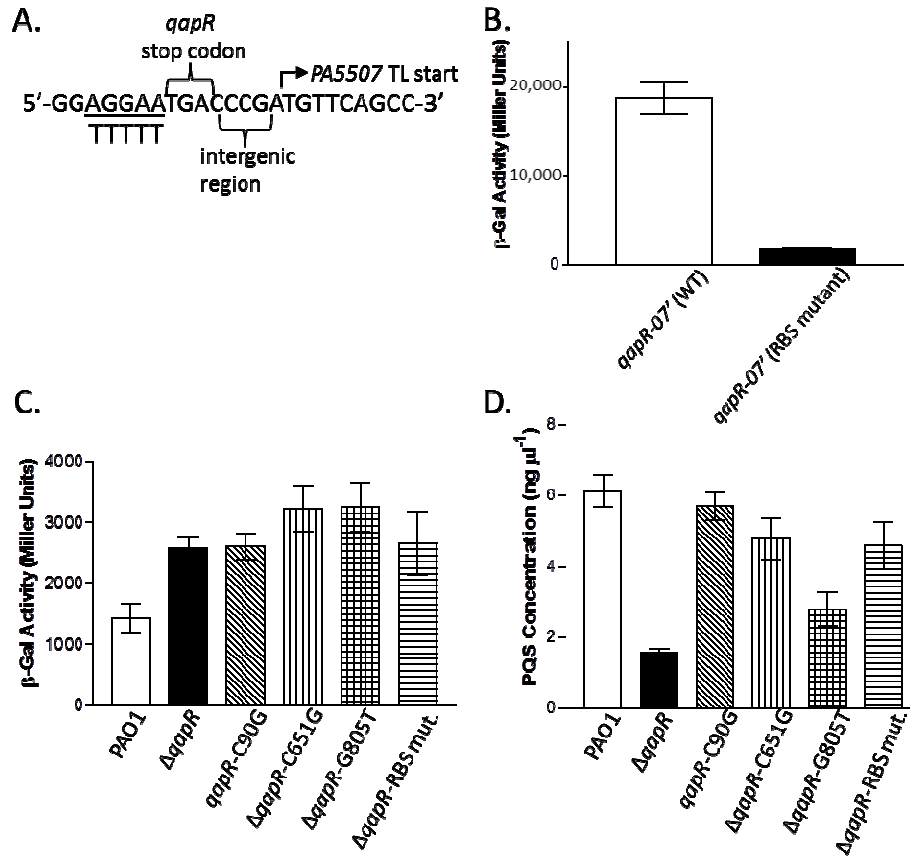 A.
qapR
stop codon
PA5507 TL start
5′-GGAGGAATGACCCGATGTTCAGCC-3′
TTTTT
intergenic
region
B.
β-Gal Activity (Miller Units)
20,000
10,000
0
qapR-07′ (WT)
qapR-07′ (RBS mutant)
C.
β-Gal Activity (Miller Units)
4000
3000
2000
1000
0
PAO1
ΔqapR
qapR-C90G
ΔqapR-C651G
ΔqapR-G805T
ΔqapR-RBS mut.
D.
PQS Concentration (ng µl⁻¹)
8
6
4
2
0
PAO1
ΔqapR
qapR-C90G
ΔqapR-C651G
ΔqapR-G805T
ΔqapR-RBS mut.